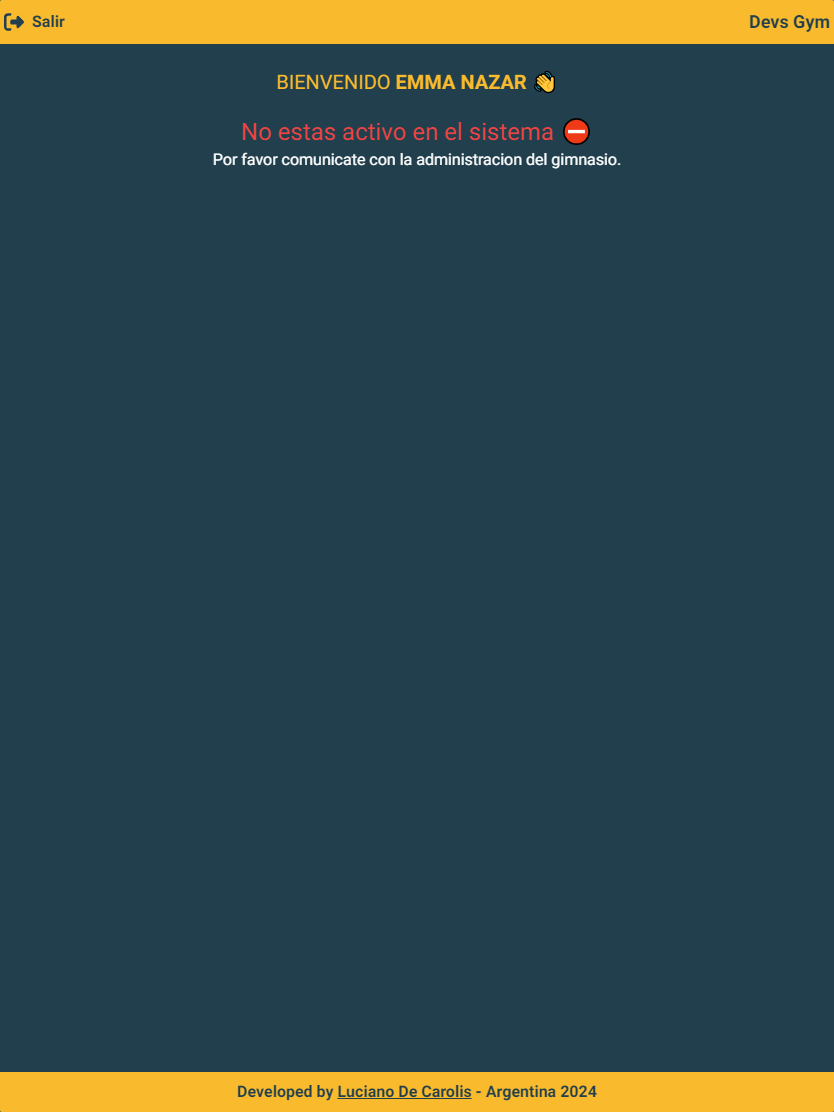 Salir
Devs Gym
BIENVENIDO EMMA NAZAR 👋
No estas activo en el sistema ⛔
Por favor comunicate con la administracion del gimnasio.
Developed by Luciano De Carolis - Argentina 2024